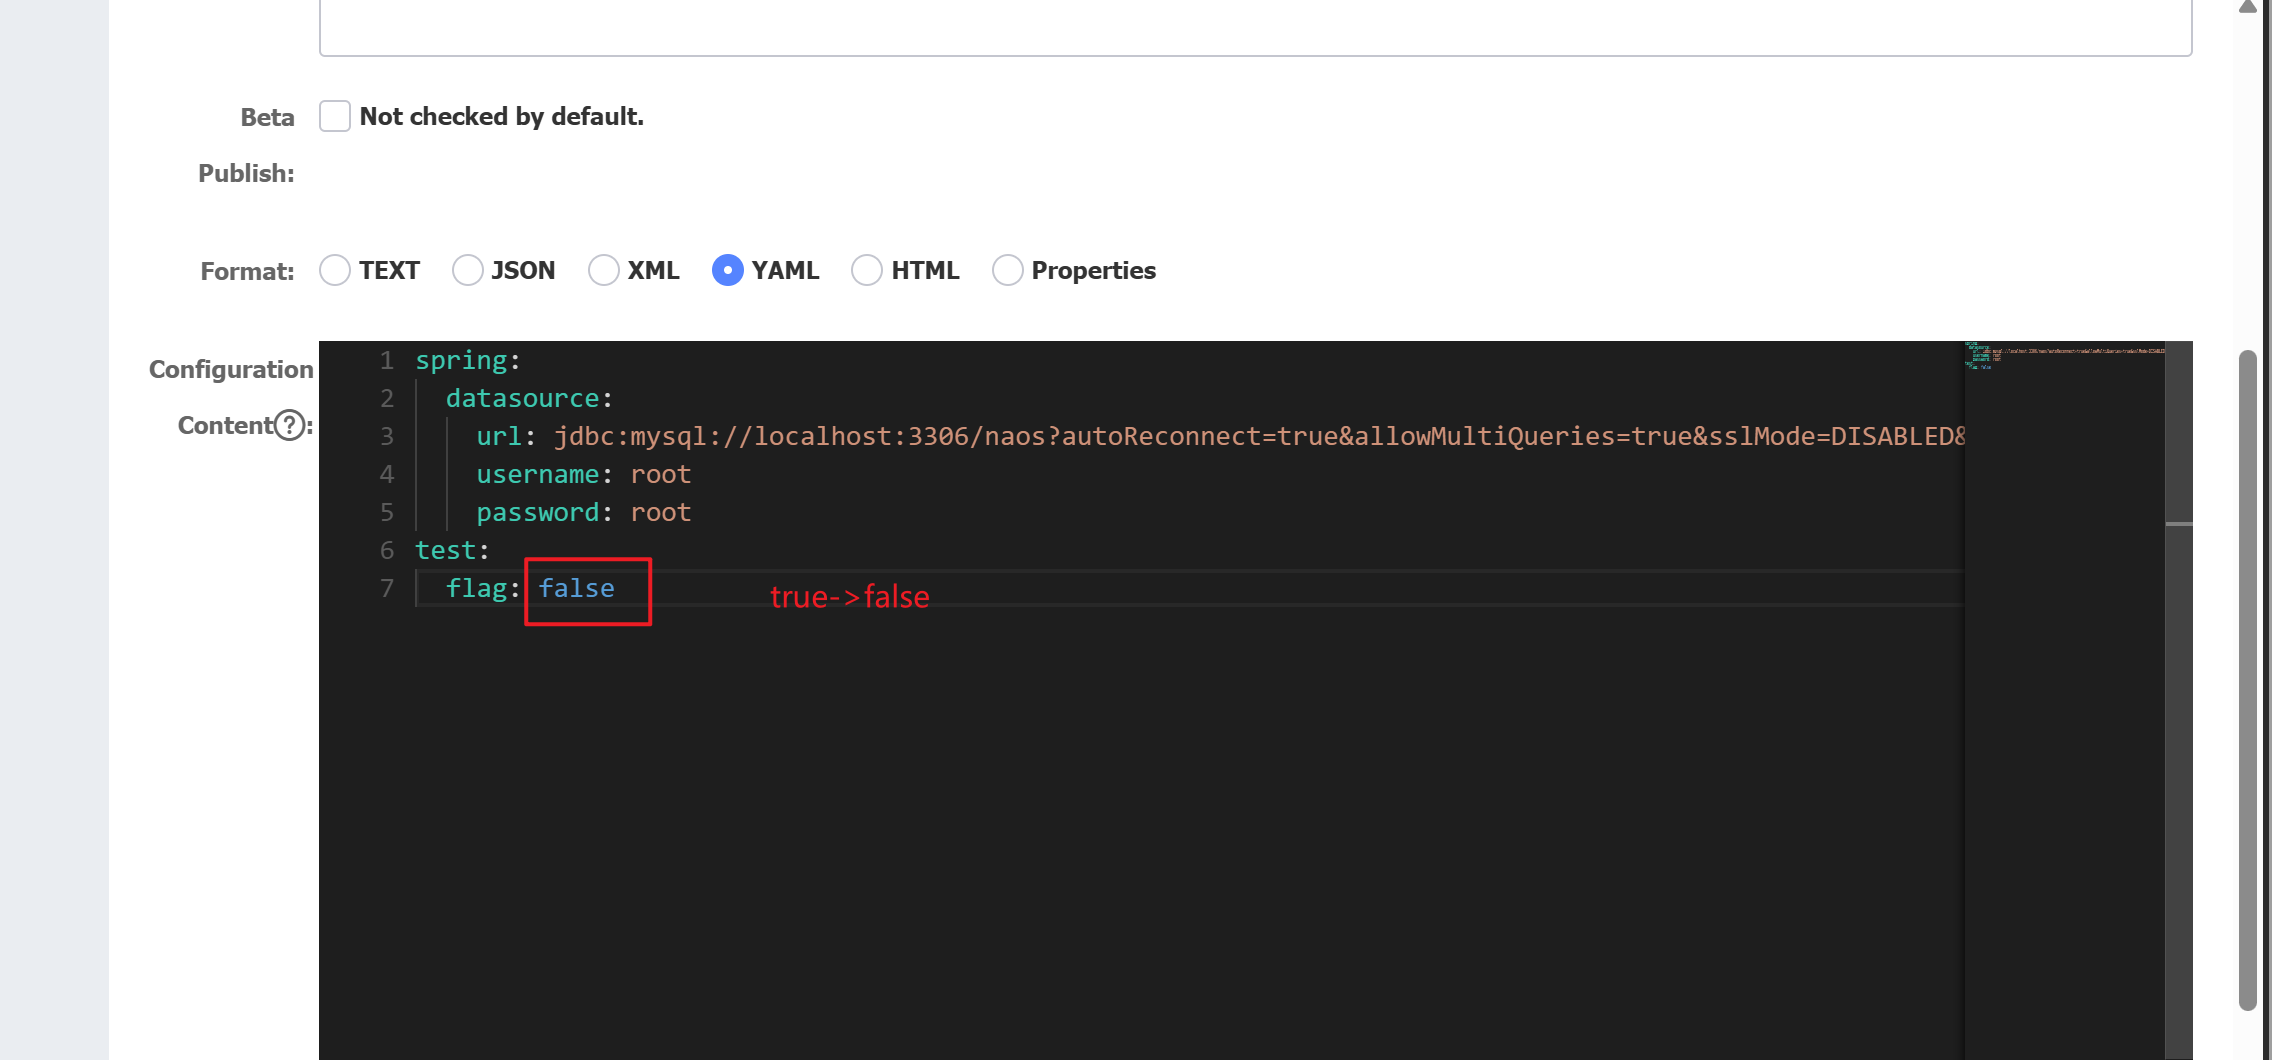 Beta Not checked by default.
Publish:
Format: TEXT JSON XML YAML HTML Properties
Configuration
Content?:
1 spring:
2 datasource:
3 url: jdbc:mysql://localhost:3306/naos?autoReconnect=true&allowMultiQueries=true&sslMode=DISABLED&
4 username: root
5 password: root
6 test:
7 flag: false
true->false